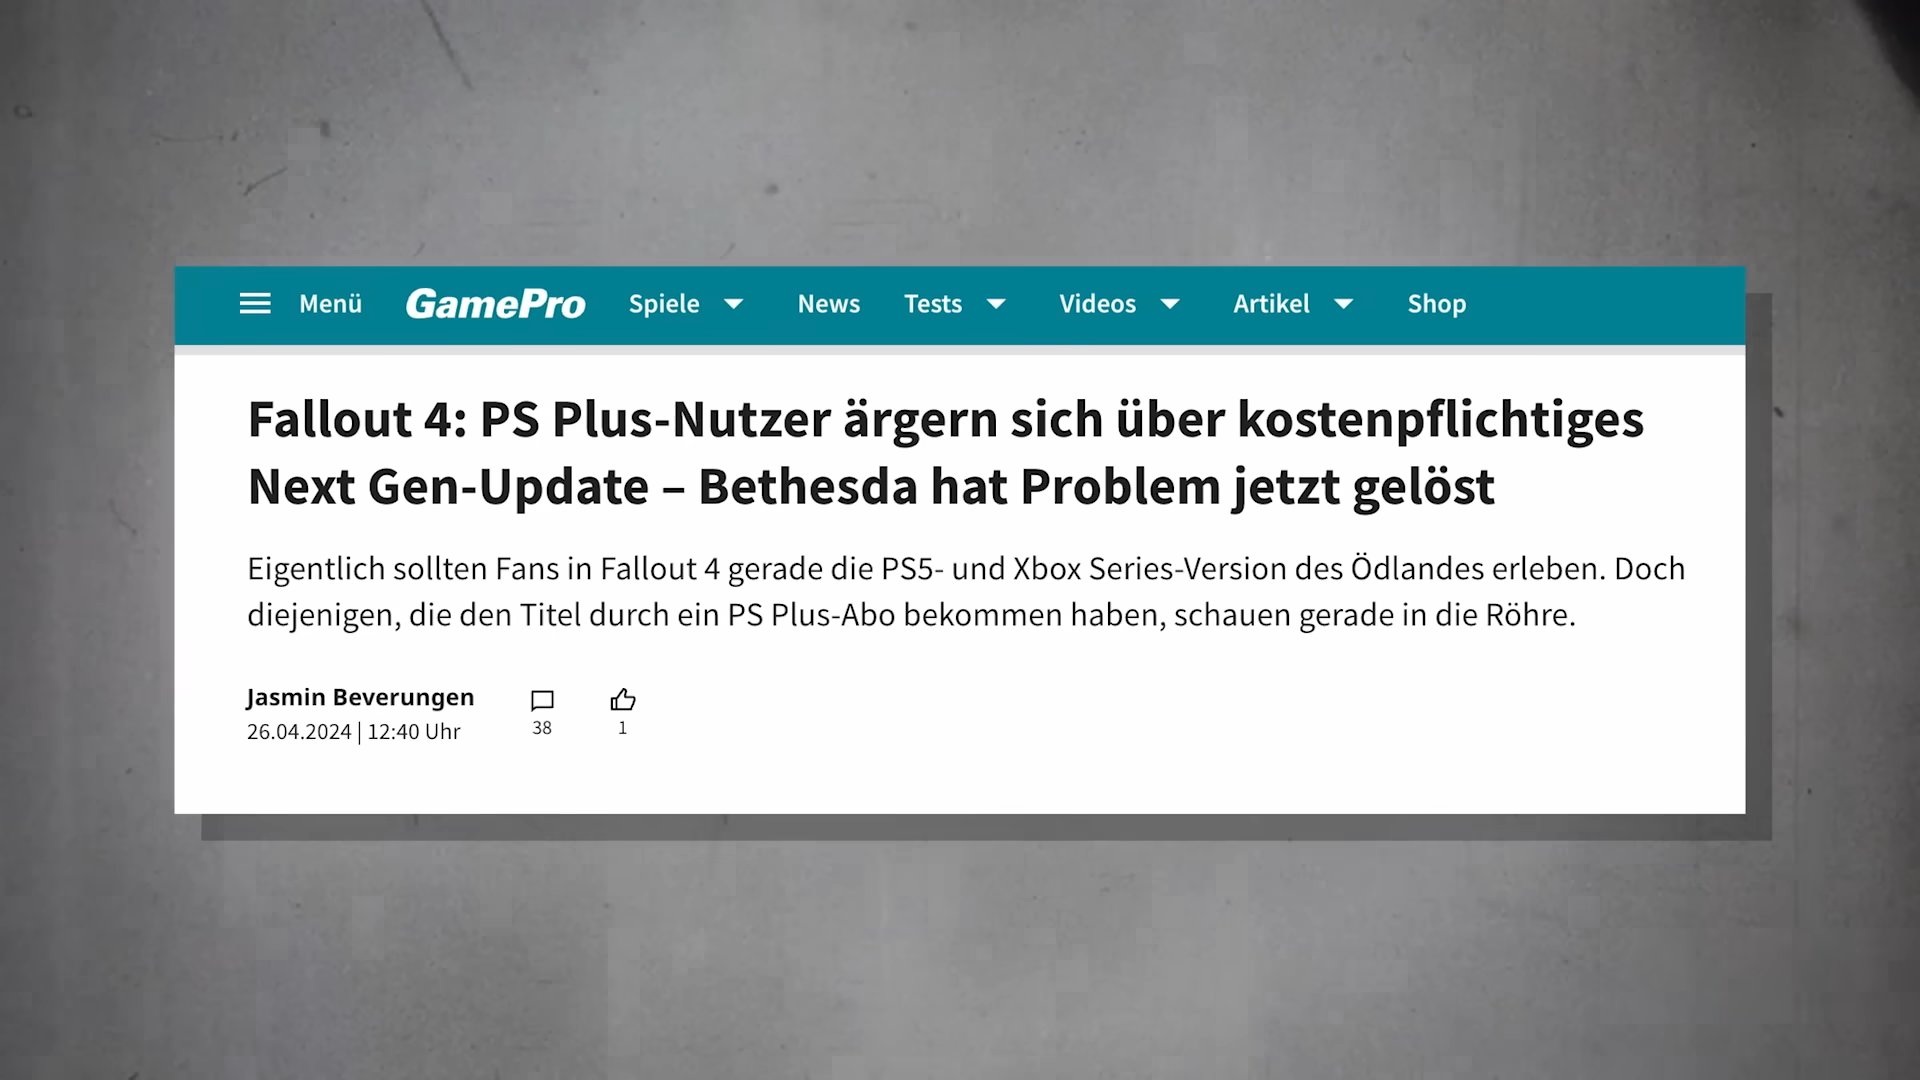 Menü GamePro Spiele News Tests Videos Artikel Shop
Fallout 4: PS Plus-Nutzer ärgern sich über kostenpflichtiges
Next Gen-Update – Bethesda hat Problem jetzt gelöst
Eigentlich sollten Fans in Fallout 4 gerade die PS5- und Xbox Series-Version des Ödlandes erleben. Doch
diejenigen, die den Titel durch ein PS Plus-Abo bekommen haben, schauen gerade in die Röhre.
Jasmin Beverungen
26.04.2024 | 12:40 Uhr
38
1